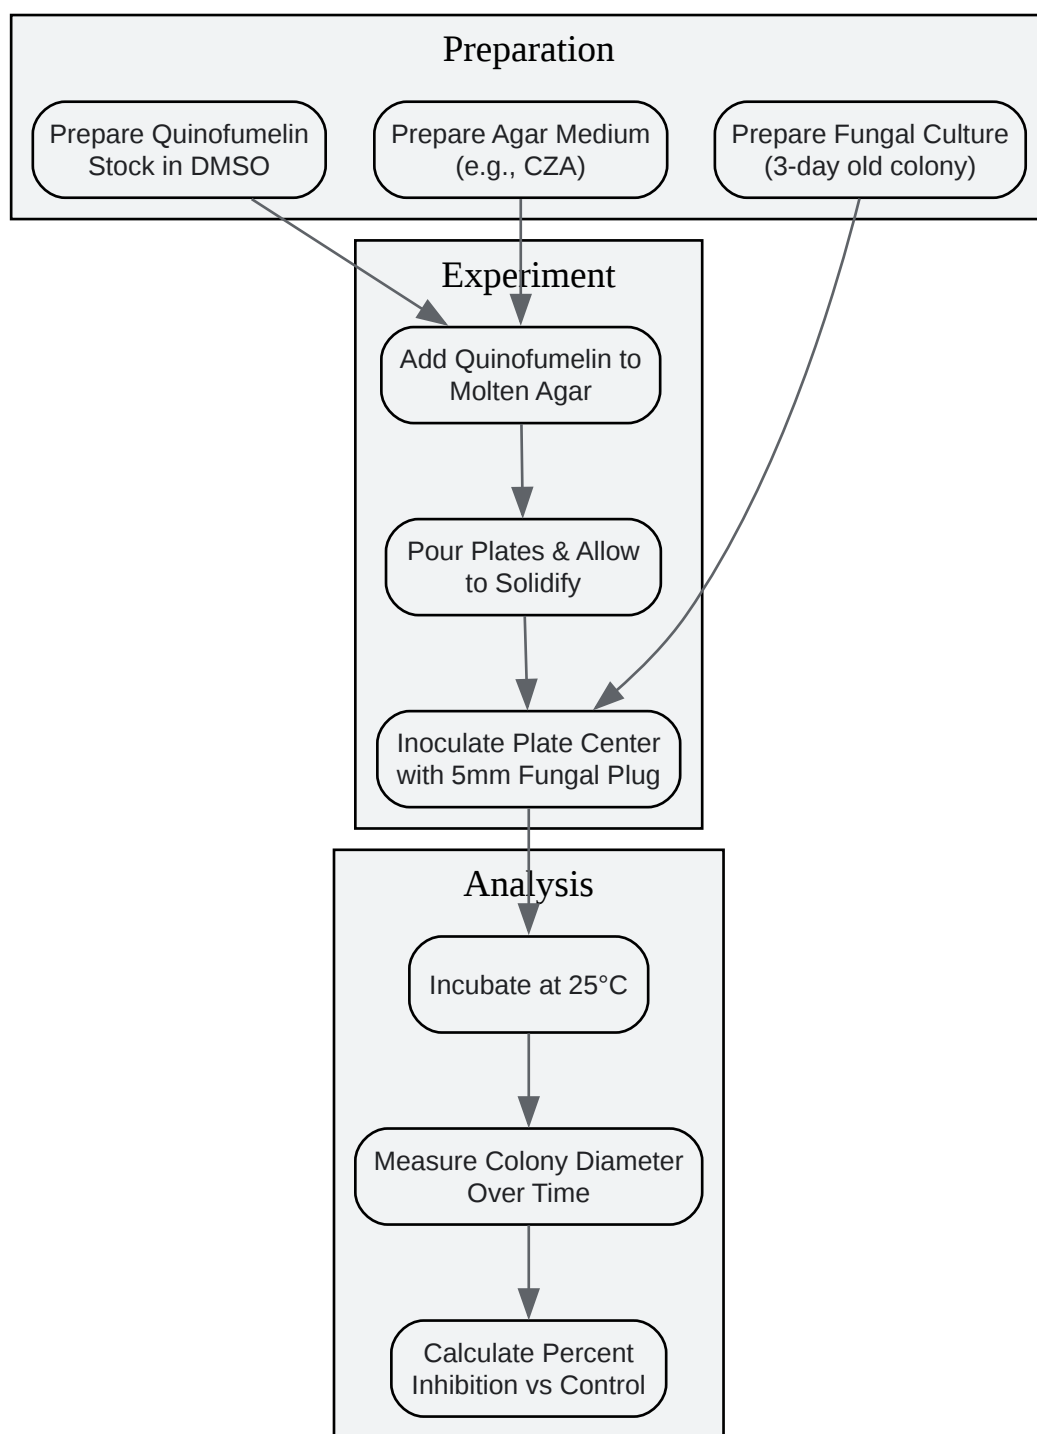 Preparation
Prepare Quinofumelin
Stock in DMSO
Prepare Agar Medium
(e.g., CZA)
Prepare Fungal Culture
(3-day old colony)
Experiment
Add Quinofumelin to
Molten Agar
Pour Plates & Allow
to Solidify
Inoculate Plate Center
with 5mm Fungal Plug
Analysis
Incubate at 25°C
Measure Colony Diameter
Over Time
Calculate Percent
Inhibition vs Control